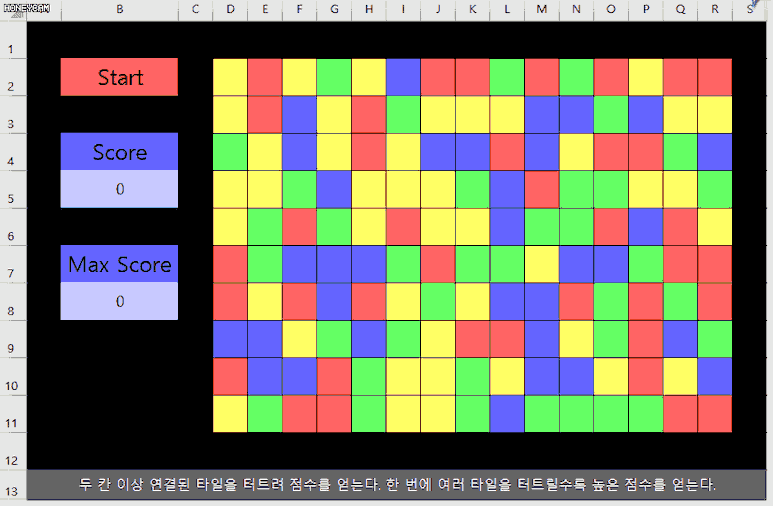 HONEYCAM
B C D E F G H I J K L M N O P Q R S
1
2
Start
3
4
Score
5
0
6
7
Max Score
8
0
9
10
11
12
13
두 칸 이상 연결된 타일을 터트려 점수를 얻는다. 한 번에 여러 타일을 터트릴수록 높은 점수를 얻는다.